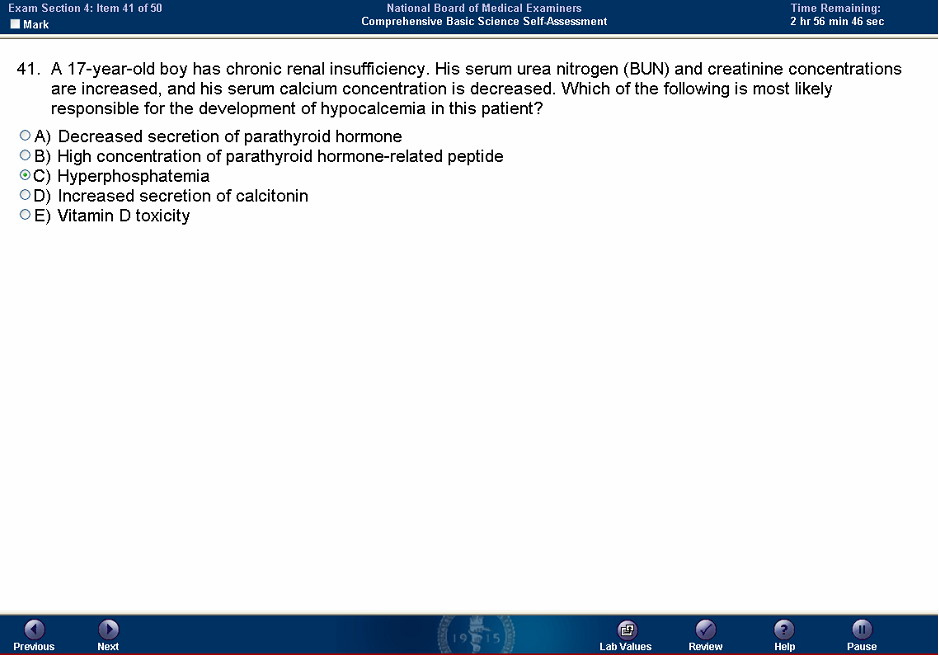 Exam Section 4: Item 41 of 50
National Board of Medical Examiners
Time Remaining:
Mark
Comprehensive Basic Science Self-Assessment
2 hr 56 min 46 sec
41. A 17-year-old boy has chronic renal insufficiency. His serum urea nitrogen (BUN) and creatinine concentrations
are increased, and his serum calcium concentration is decreased. Which of the following is most likely
responsible for the development of hypocalcemia in this patient?
A) Decreased secretion of parathyroid hormone
B) High concentration of parathyroid hormone-related peptide
C) Hyperphosphatemia
D) Increased secretion of calcitonin
E) Vitamin D toxicity
19 15
Previous
Next
Lab Values
Review
Help
Pause